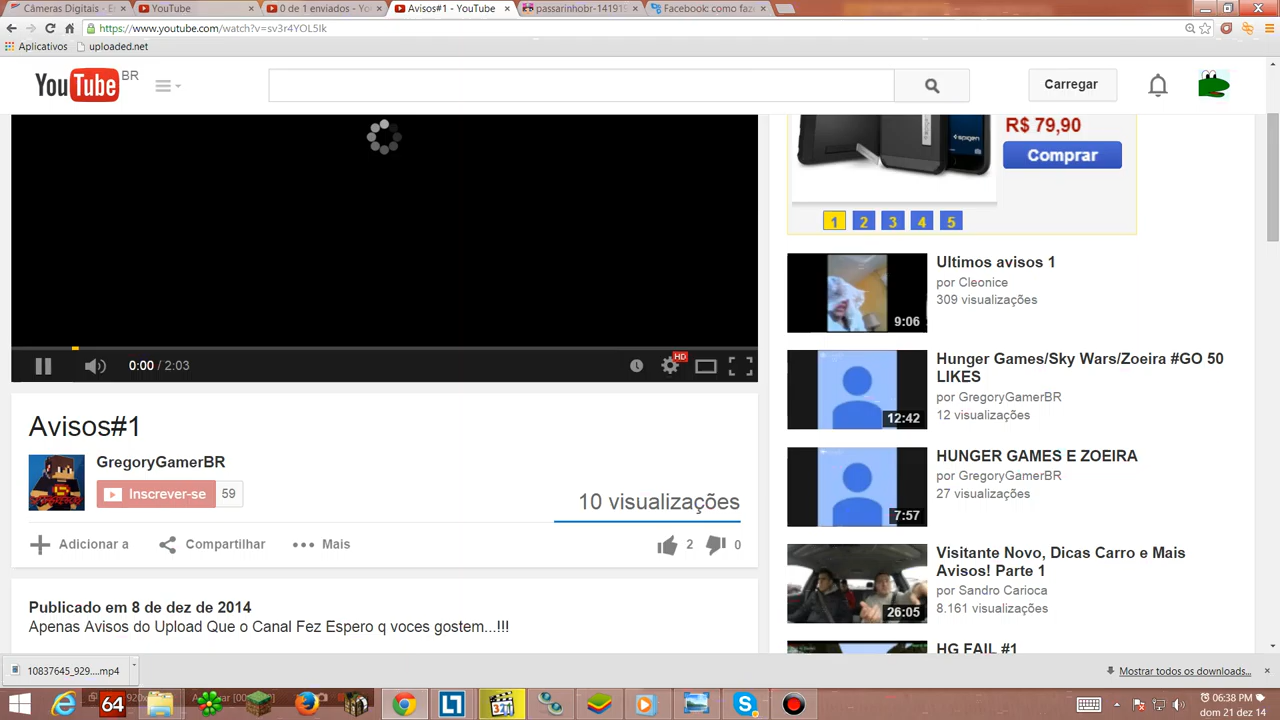 Câmeras Digitais - En
YouTube
0 de 1 enviados - You
Avisos#1 - YouTube
passarinhobr-141919
Facebook: como faze
https://www.youtube.com/watch?v=sv3r4YOL5Ik
Aplicativos
uploaded.net
YouTube BR
Carregar
R$ 79,90
Comprar
1 2 3 4 5
HD
0:00 / 2:03
Avisos#1
GregoryGamerBR
Inscrever-se 59
10 visualizações
Adicionar a
Compartilhar
Mais
2 0
Publicado em 8 de dez de 2014
Apenas Avisos do Upload Que o Canal Fez Espero q voces gostem...!!!
Ultimos avisos 1
por Cleonice
309 visualizações
9:06
Hunger Games/Sky Wars/Zoeira #GO 50
LIKES
por GregoryGamerBR
12 visualizações
12:42
HUNGER GAMES E ZOEIRA
por GregoryGamerBR
27 visualizações
7:57
Visitante Novo, Dicas Carro e Mais
Avisos! Parte 1
por Sandro Carioca
8.161 visualizações
26:05
HG FAIL #1
10837645_929....mp4
Mostrar todos os downloads...
64
321
06:38 PM
dom 21 dez 14